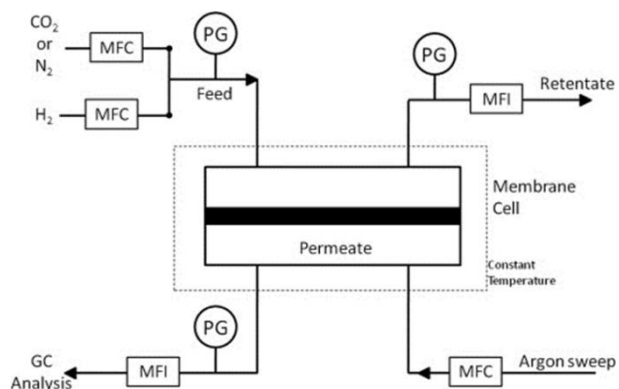 CO₂
or
N₂
MFC
PG
Feed
H₂
MFC
PG
MFI
Retentate
Membrane
Cell
Permeate
Constant
Temperature
PG
GC
Analysis
MFI
MFC
Argon sweep